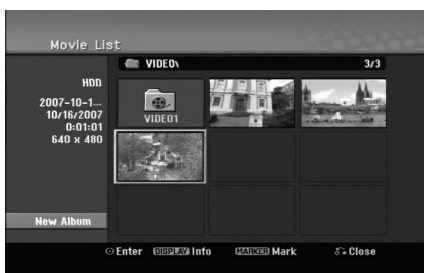 Movie List
VIDEO\ 3/3
HDD
2007-10-1...
10/16/2007
0:01:01
640 x 480
VIDEO1
New Album
Enter DISPLAY Info MARKER Mark Close